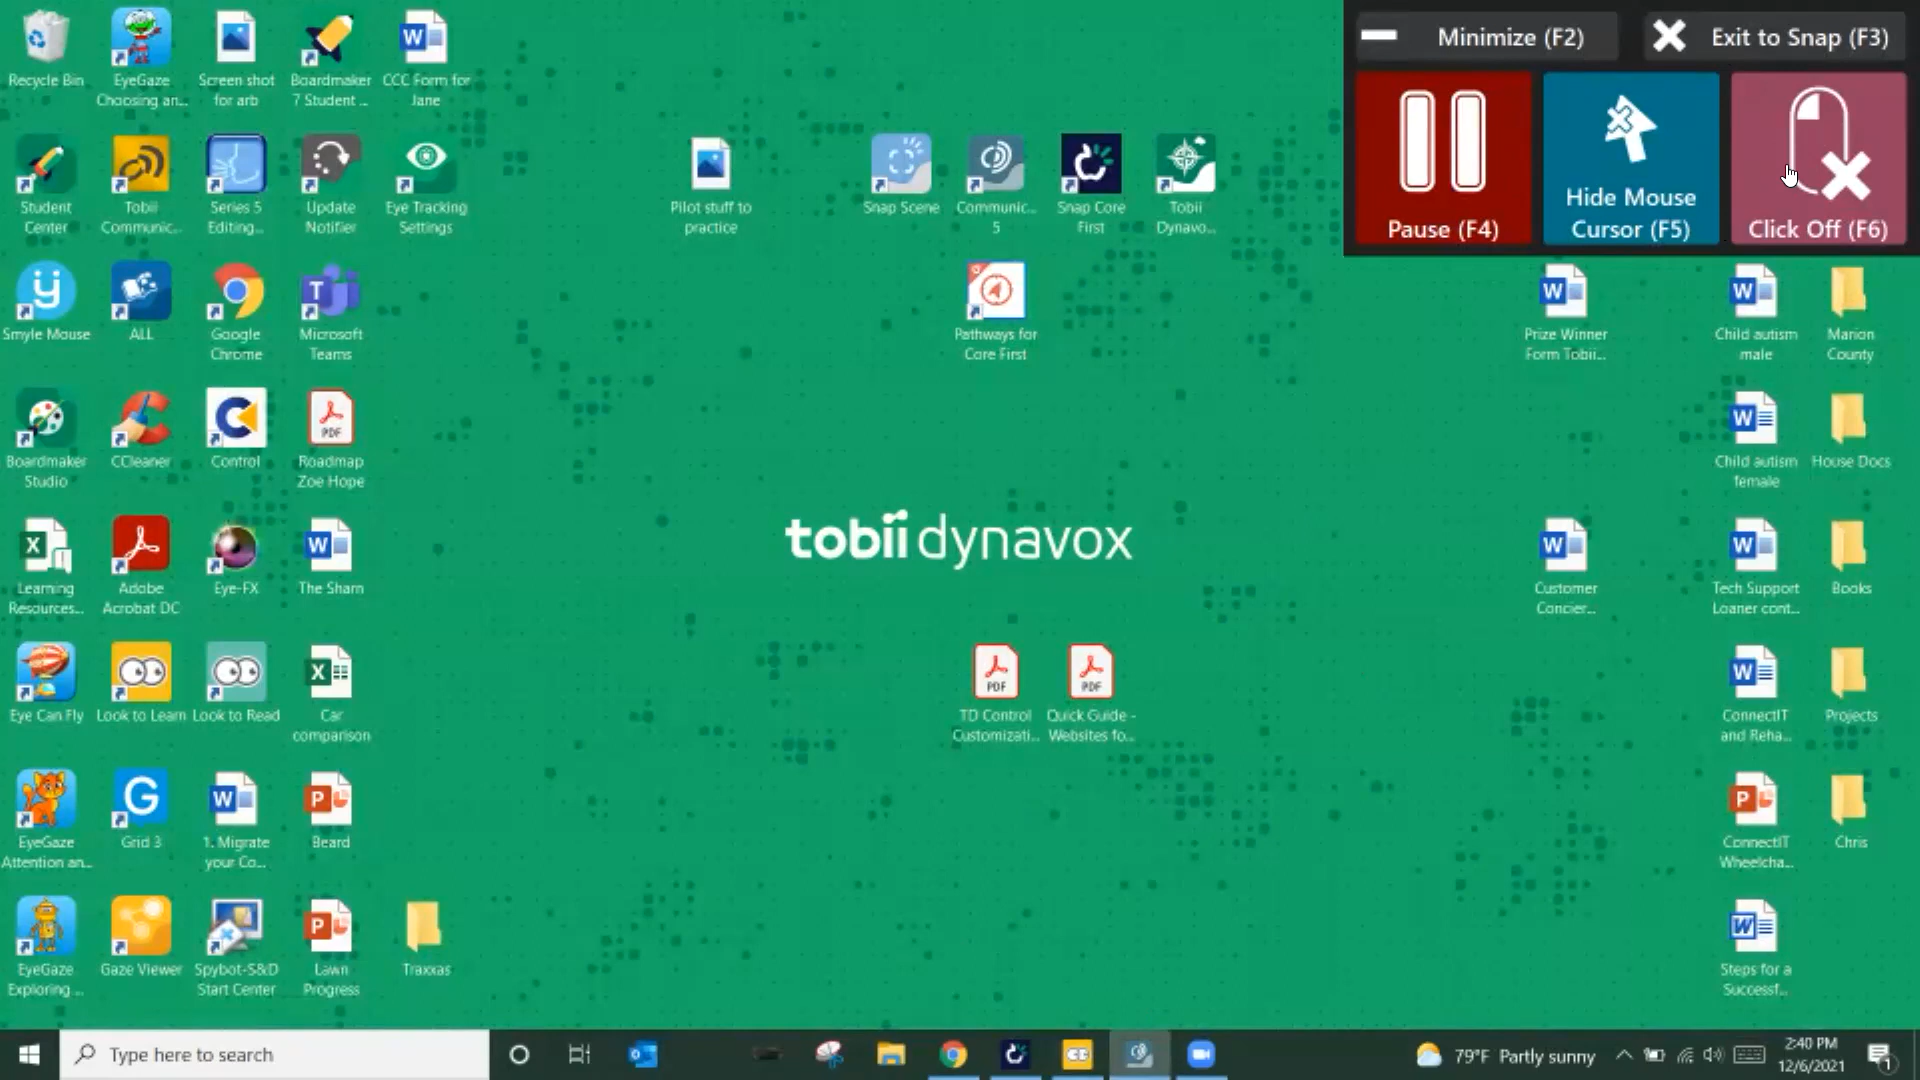 Minimize (F2)
Exit to Snap (F3)
Pause (F4)
Hide Mouse
Cursor (F5)
Click Off (F6)
Recycle Bin
EyeGaze
Choosing an...
Screen shot
for arb
Boardmaker
7 Student ...
CCC Form for
Jane
Student
Center
Tobii
Communic...
Series 5
Editing...
Update
Notifier
Eye Tracking
Settings
Pilot stuff to
practice
Snap Scene
Communic...
5
Snap Core
First
Tobii
Dynavo...
Smyle Mouse
ALL
Google
Chrome
Microsoft
Teams
Pathways for
Core First
Prize Winner
Form Tobii...
Child autism
male
Marion
County
Boardmaker
Studio
CCleaner
Control
PDF
Roadmap
Zoe Hope
Child autism
female
House Docs
tobii dynavox
Learning
Resources...
Adobe
Acrobat DC
Eye-FX
The Sham
Customer
Concier...
Tech Support
Loaner cont...
Books
Eye Can Fly
Look to Learn
Look to Read
Car
comparison
PDF
TD Control
Customizati...
PDF
Quick Guide -
Websites fo...
ConnectIT
and Reha...
Projects
EyeGaze
Attention an...
G
Grid 3
1. Migrate
your Co...
Beard
ConnectIT
Wheelcha...
Chris
EyeGaze
Exploring ...
Gaze Viewer
Spybot-S&D
Start Center
Lawn
Progress
Traxxas
Steps for a
Successf...
Type here to search
79°F Partly sunny
2:40 PM
12/6/2021
1